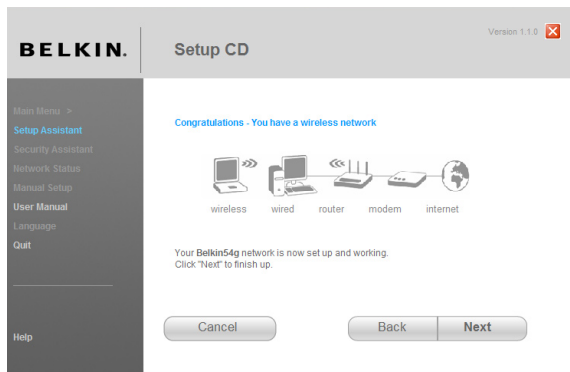 BELKIN.
Setup CD
Version 1.1.0
Main Menu >
Setup Assistant
Security Assistant
Network Status
Manual Setup
User Manual
Language
Quit
Help
Congratulations - You have a wireless network
wireless wired router modem internet
Your Belkin54g network is now set up and working.
Click "Next" to finish up.
Cancel
Back
Next